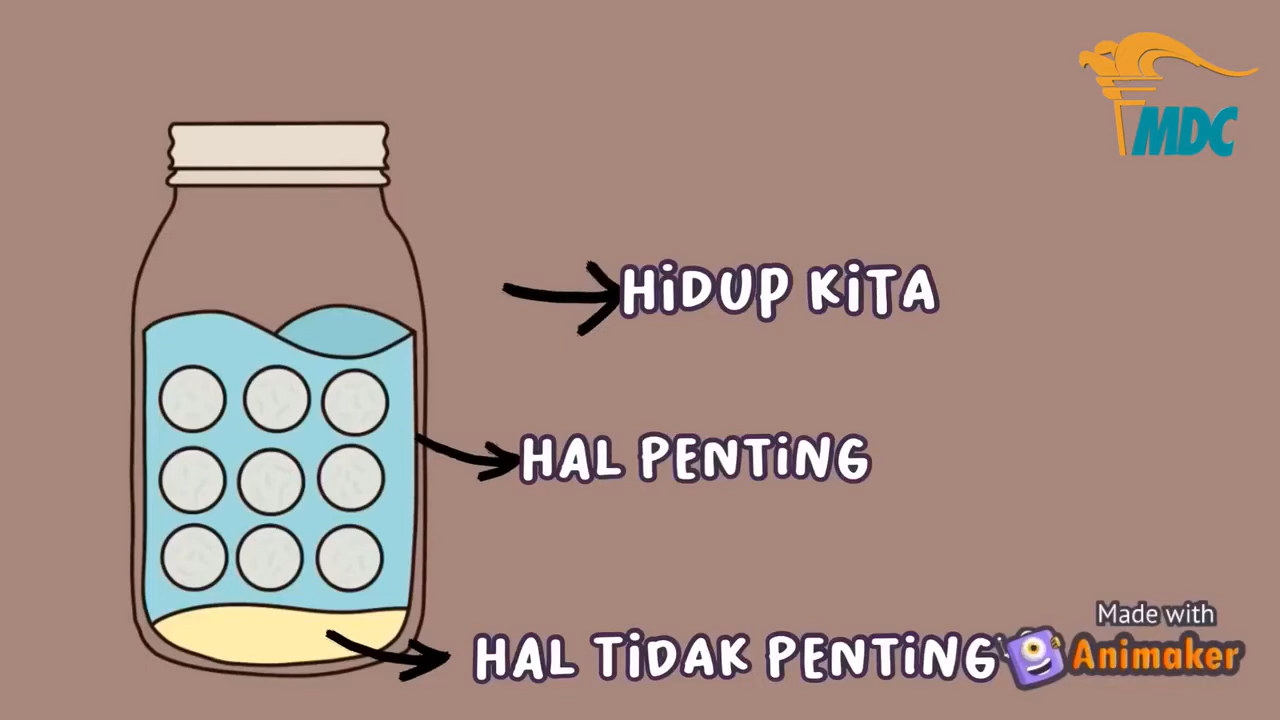 MDC
HiDUP KiTA
HAL PENTiNG
HAL TiDAK PENTiNG
Made with
Animaker